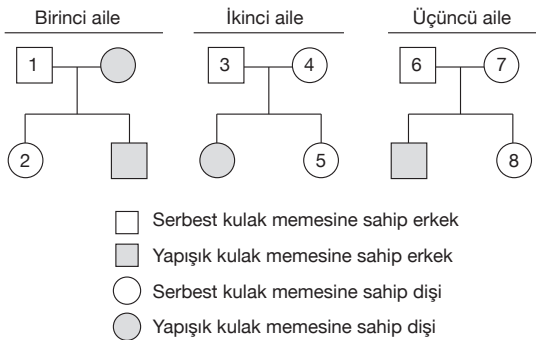 Birinci aile
İkinci aile
Üçüncü aile
1
3
4
6
7
2
5
8
Serbest kulak memesine sahip erkek
Yapışık kulak memesine sahip erkek
Serbest kulak memesine sahip dişi
Yapışık kulak memesine sahip dişi